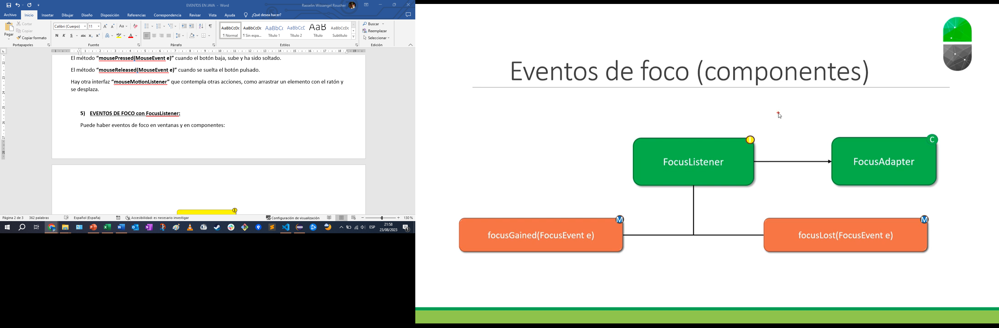 EVENTOS EN JAVA - Word
Rasselin Wissangel Rousher
Archivo Inicio Insertar Dibujar Diseño Disposición Referencias Correspondencia Revisar Vista Ayuda ¿Qué desea hacer?
Pegar
Cortar
Copiar
Copiar formato
Portapapeles
Calibri (Cuerpo) 11
N K S abc x₂ x²
Fuente
Párrafo
AaBbCcDc AaBbCcDc AaBbC( AaBbCcE AaB AaBbCcDc
¶ Normal ¶ Sin espa... Título 1 Título 2 Título Subtítulo
Estilos
Buscar
Reemplazar
Seleccionar
Edición
El método “mousePressed(MouseEvent e)” cuando el botón baja, sube y ha sido soltado.
El método “mouseReleased(MouseEvent e)” cuando se suelta el botón pulsado.
Hay otra interfaz “mouseMotionListener” que contempla otras acciones, como arrastrar un elemento con el ratón y
se desplaza.
5) EVENTOS DE FOCO con FocusListener:
Puede haber eventos de foco en ventanas y en componentes:
I
Página 2 de 3 362 palabras Español (España) Accesibilidad: es necesario investigar Configuración de visualización 130 %
ESP
21:58
23/08/2023
Eventos de foco (componentes)
I
FocusListener
C
FocusAdapter
M
focusGained(FocusEvent e)
M
focusLost(FocusEvent e)